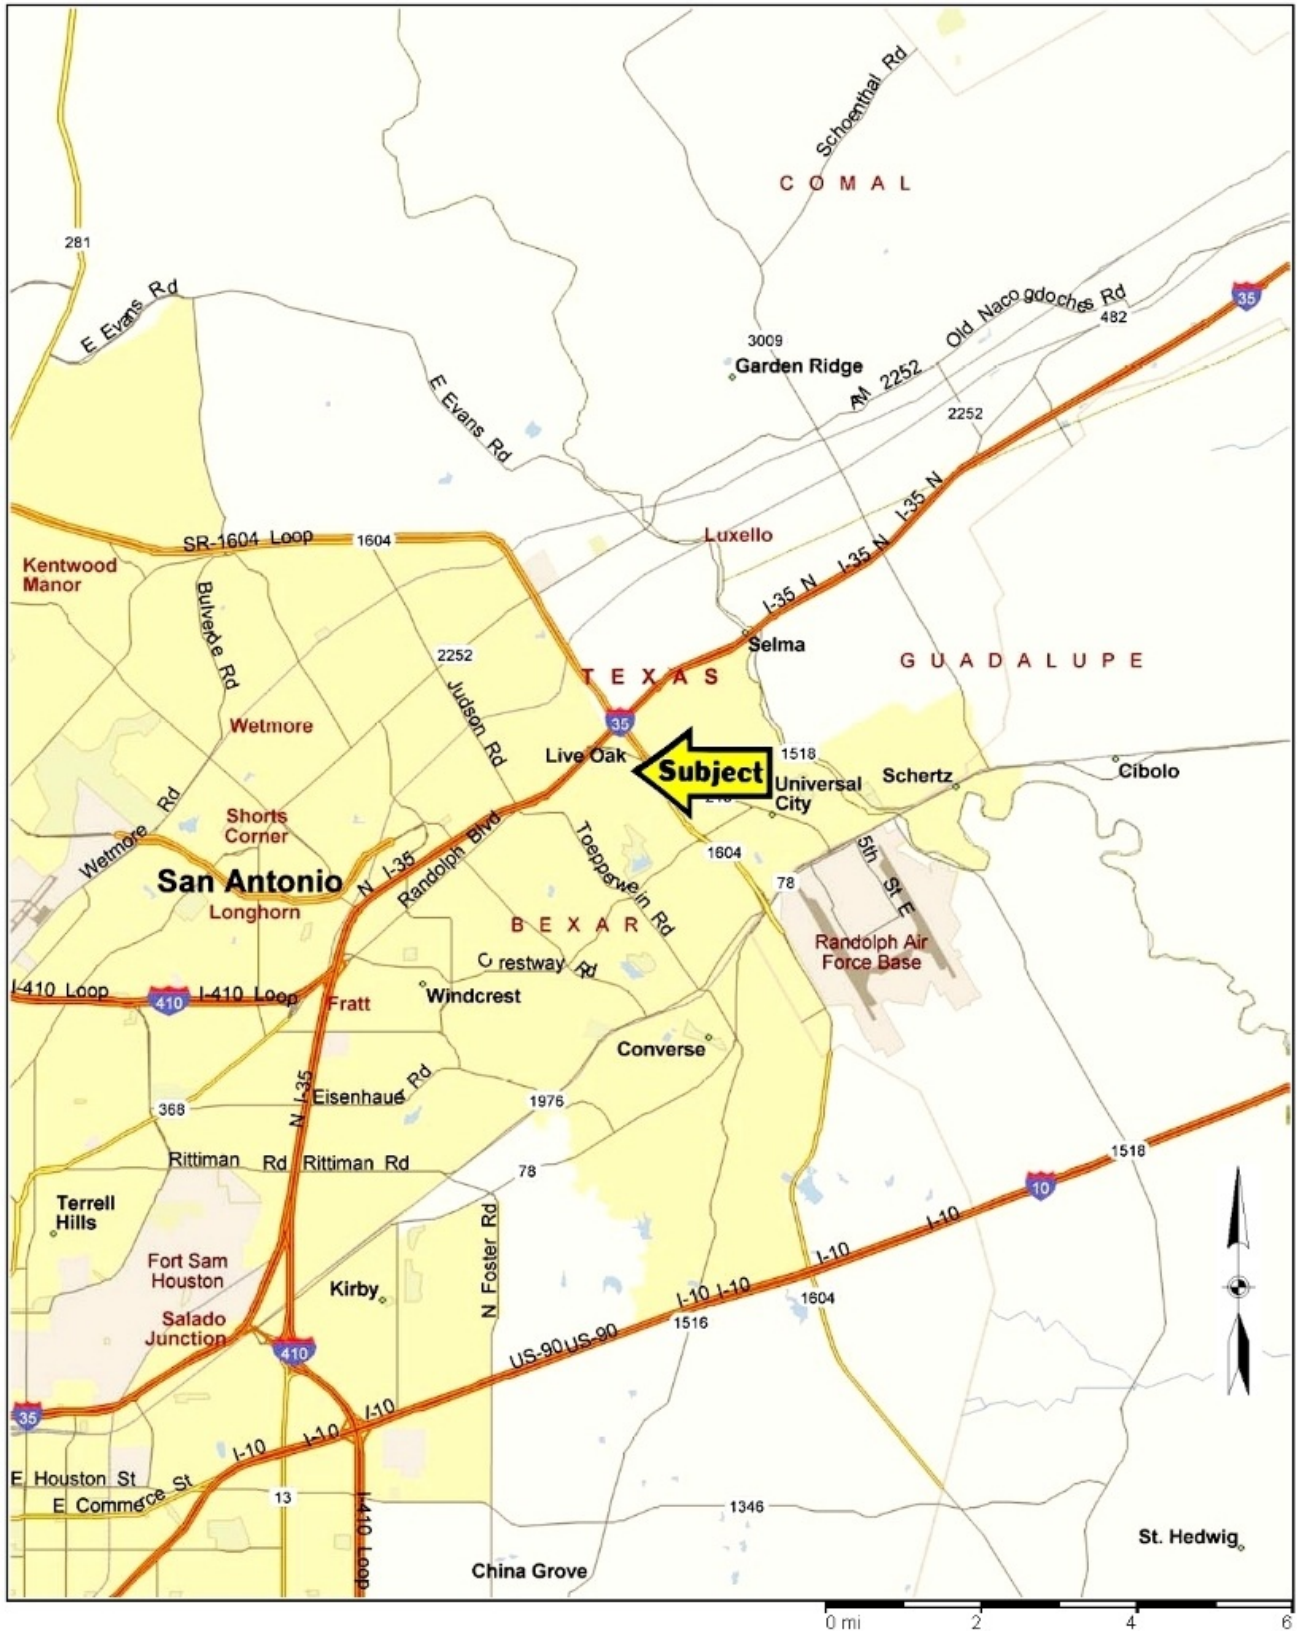 Schoenthal Rd
COMAL
281
E Evans Rd
35
Old Nacogdoches Rd
482
3009
Garden Ridge
E Evans Rd
2252
2252
I-35 N
SR-1604 Loop
1604
Luxello
I-35 N
Kentwood
Manor
Bulverde Rd
I-35 N
Selma
2252
GUADALUPE
TEXAS
Judson Rd
Wetmore
35
Live Oak
Subject
1518
Universal
City
Schertz
Cibolo
Wetmore Rd
Shorts
Corner
San Antonio
Longhorn
N I-35
Randolph Blvd
Toepperwein Rd
1604
5th St E
78
BEXAR
Randolph Air
Force Base
Crestway Rd
I-410 Loop
410
I-410 Loop
Fratt
Windcrest
Converse
N I-35
Eisenhauer Rd
368
1976
Rittiman Rd
Rittiman Rd
78
1518
10
Terrell
Hills
N Foster Rd
I-10
Fort Sam
Houston
I-10
Kirby
I-10
I-10
1604
Salado
Junction
1516
410
US-90
US-90
35
I-10
I-10
I-10
E Houston St
E Commerce St
13
I-410 Loop
1346
St. Hedwig
China Grove
0 mi 2 4 6